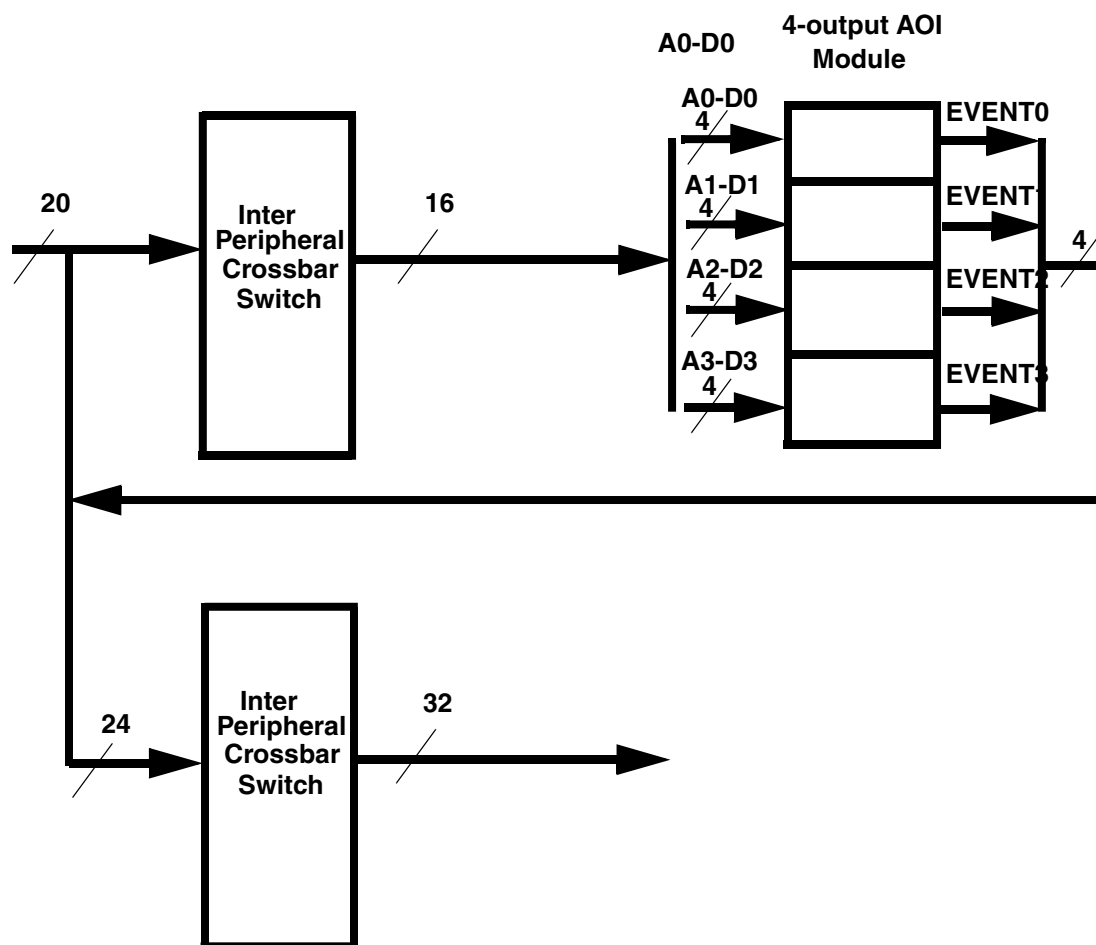 A0-D0
4-output AOI
Module
A0-D0
4
EVENT0
20
Inter
Peripheral
Crossbar
Switch
16
A1-D1
4
EVENT1
A2-D2
4
EVENT2
4
A3-D3
4
EVENT3
24
Inter
Peripheral
Crossbar
Switch
32